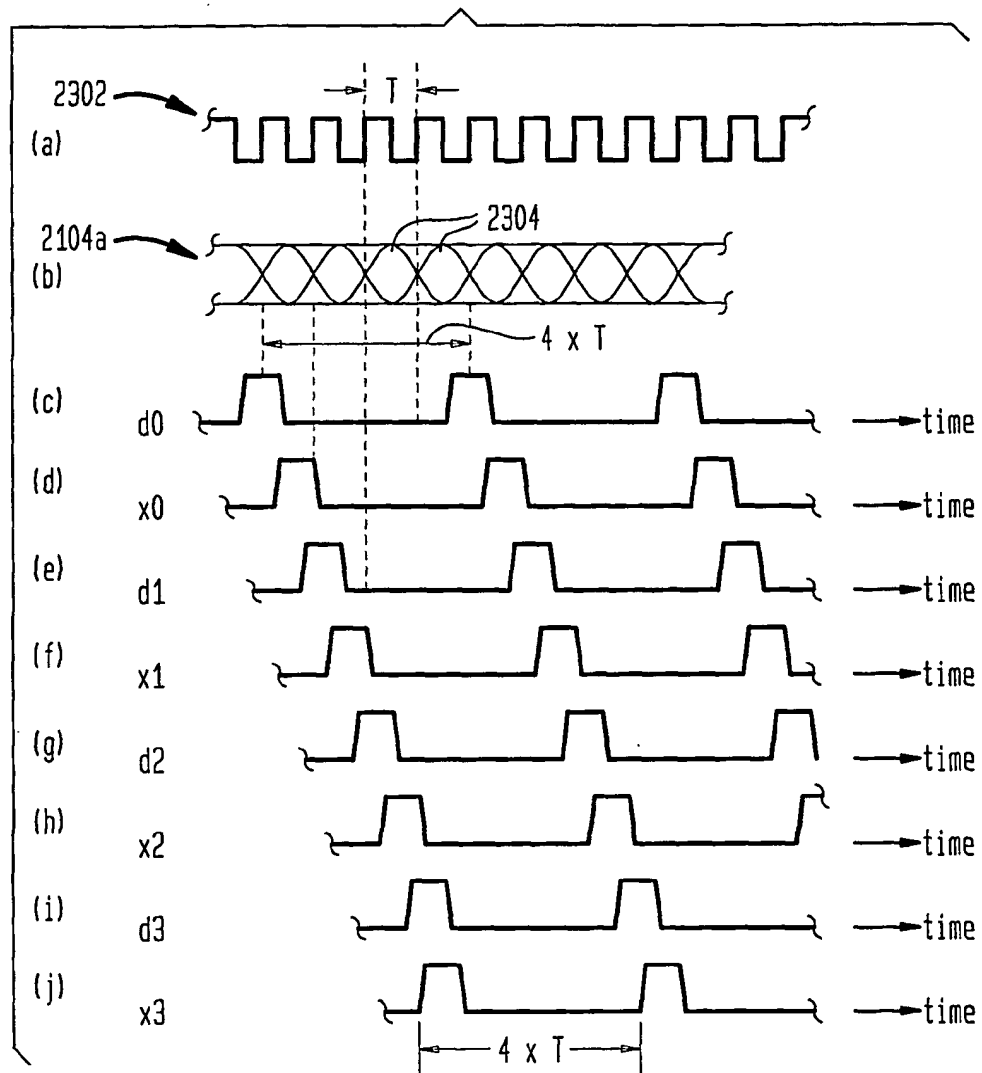 T
2302
(a)
2304
2104a
(b)
4 x T
(c)
d0
time
(d)
x0
time
(e)
d1
time
(f)
x1
time
(g)
d2
time
(h)
x2
time
(i)
d3
time
(j)
x3
time
4 x T